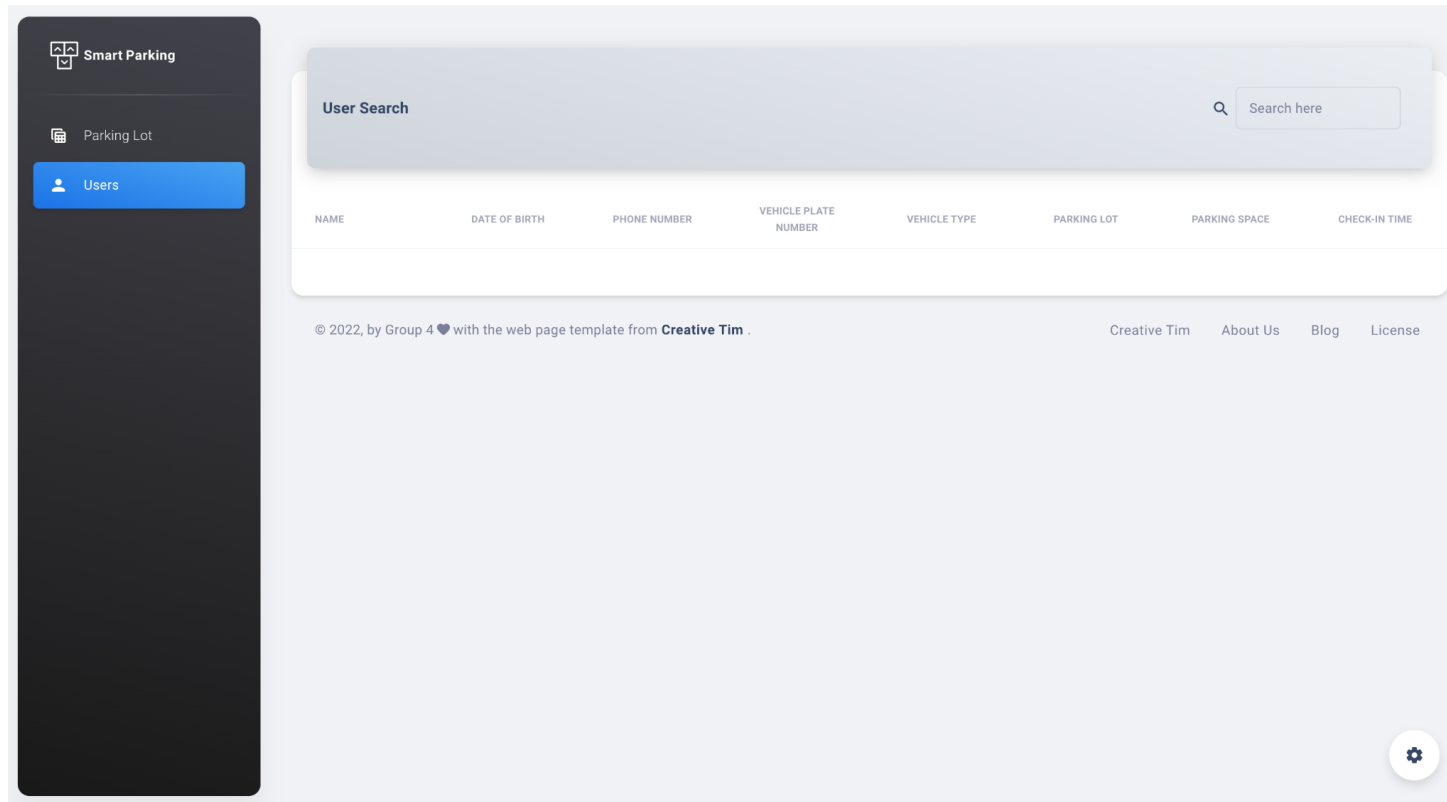 Smart Parking
Parking Lot
Users
User Search
Search here
NAME
DATE OF BIRTH
PHONE NUMBER
VEHICLE PLATE
NUMBER
VEHICLE TYPE
PARKING LOT
PARKING SPACE
CHECK-IN TIME
© 2022, by Group 4 ♥ with the web page template from Creative Tim .
Creative Tim About Us Blog License